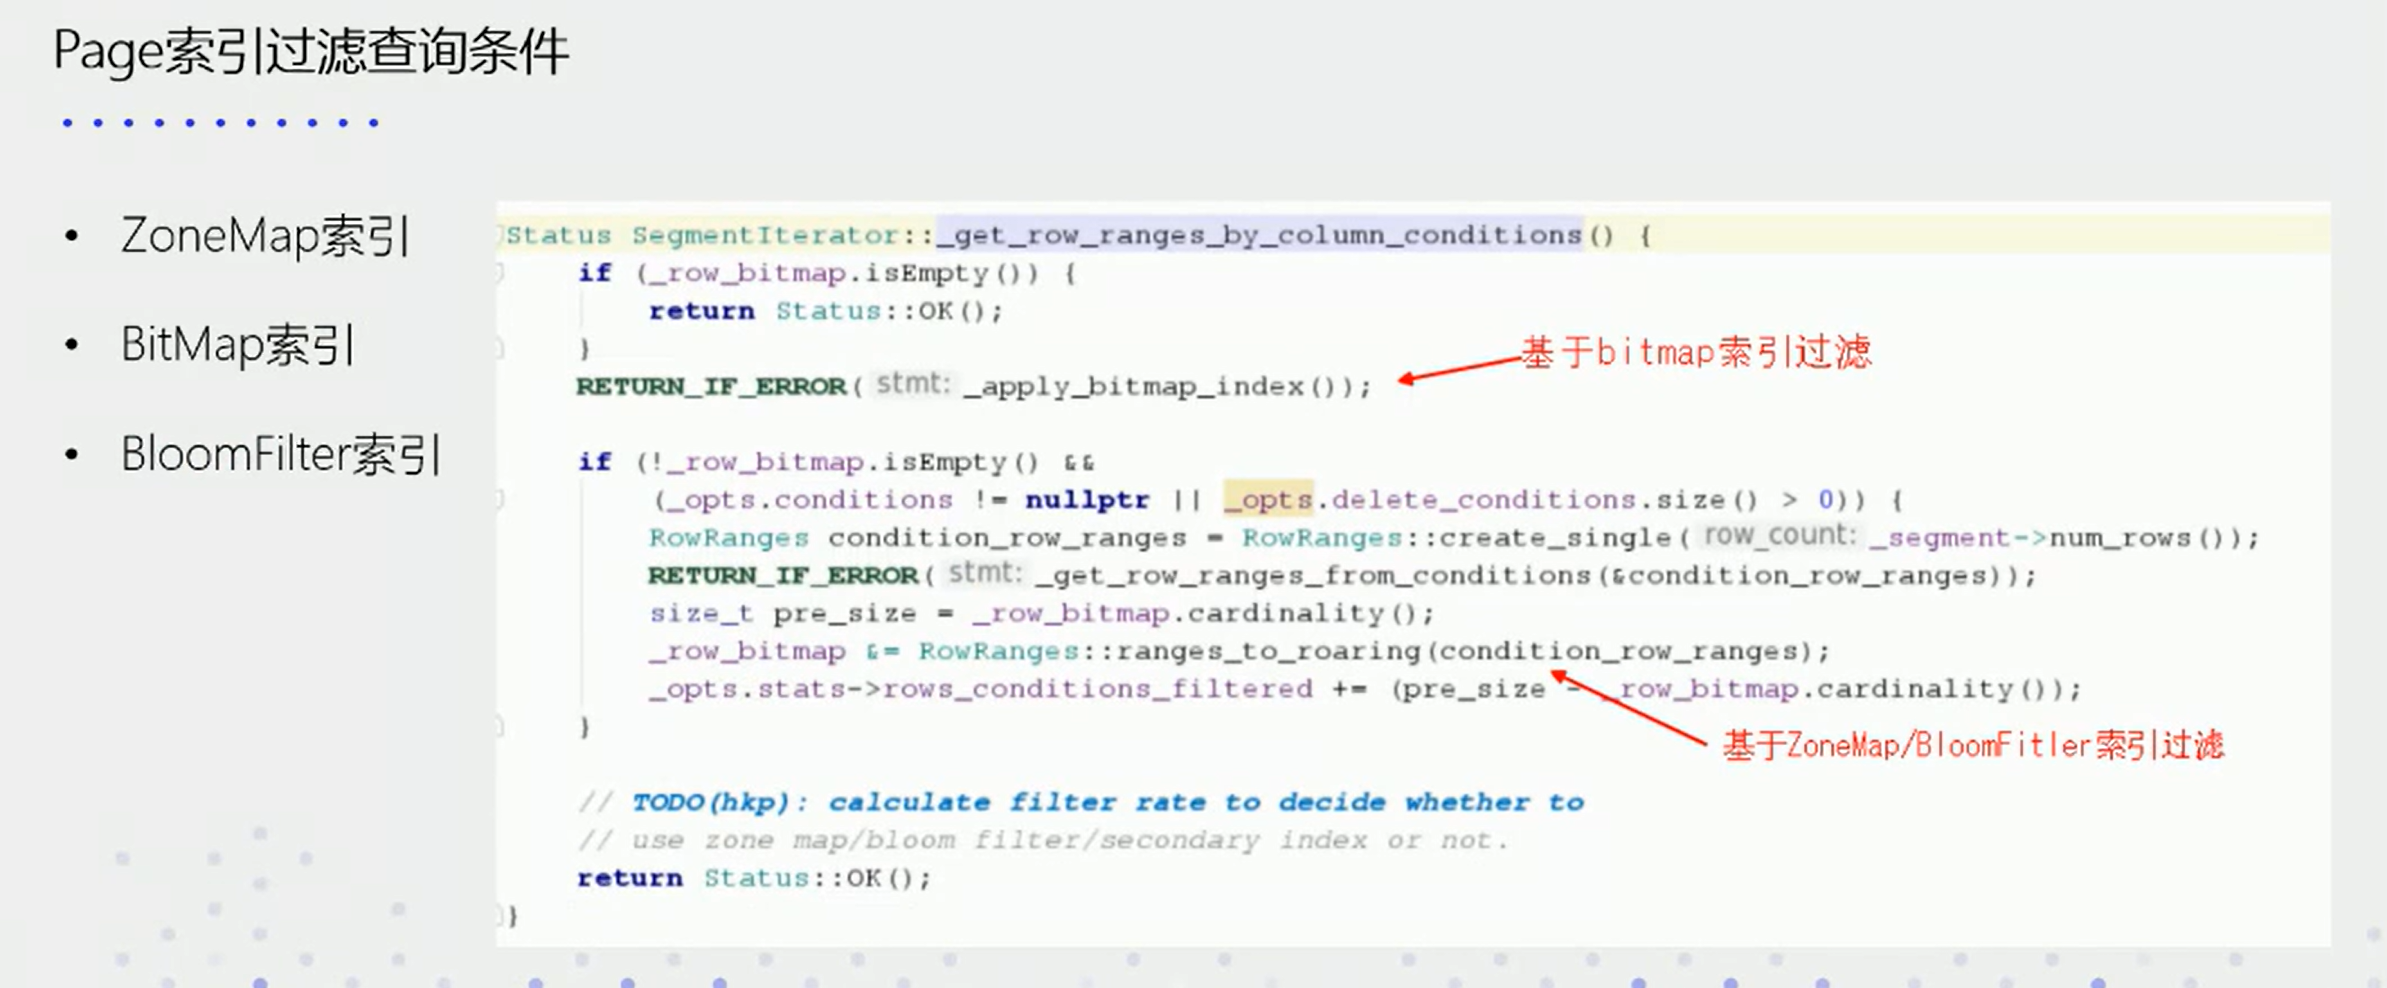 Page索引过滤查询条件
• ZoneMap索引
• BitMap索引
• BloomFilter索引
Status SegmentIterator::_get_row_ranges_by_column_conditions() {
if (_row_bitmap.isEmpty()) {
return Status::OK();
}
基于bitmap索引过滤
RETURN_IF_ERROR( stmt: _apply_bitmap_index());
if (!_row_bitmap.isEmpty() &&
(_opts.conditions != nullptr || _opts.delete_conditions.size() > 0)) {
RowRanges condition_row_ranges = RowRanges::create_single( row_count: _segment->num_rows());
RETURN_IF_ERROR( stmt: _get_row_ranges_from_conditions(&condition_row_ranges));
size_t pre_size = _row_bitmap.cardinality();
_row_bitmap &= RowRanges::ranges_to_roaring(condition_row_ranges);
_opts.stats->rows_conditions_filtered += (pre_size - _row_bitmap.cardinality());
}
基于ZoneMap/BloomFitler索引过滤
// TODO(hkp): calculate filter rate to decide whether to
// use zone map/bloom filter/secondary index or not.
return Status::OK();
}